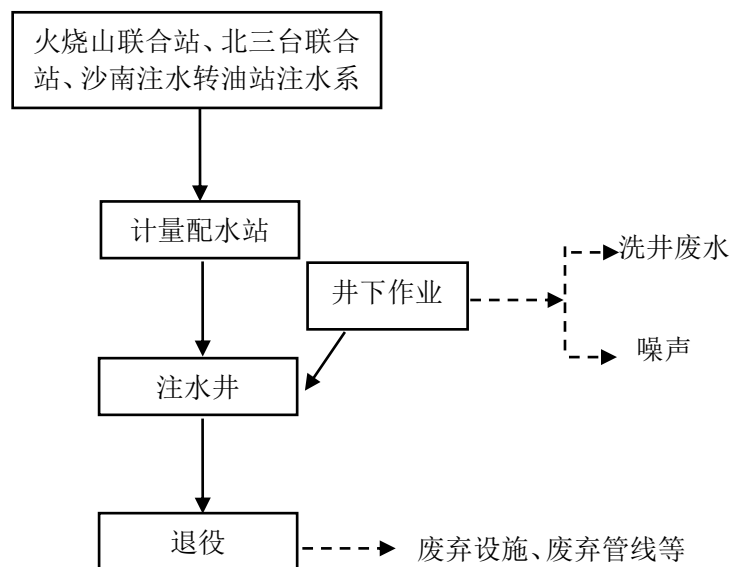 火烧山联合站、北三台联合
站、沙南注水转油站注水系
计量配水站
洗井废水
井下作业
噪声
注水井
退役
废弃设施、废弃管线等